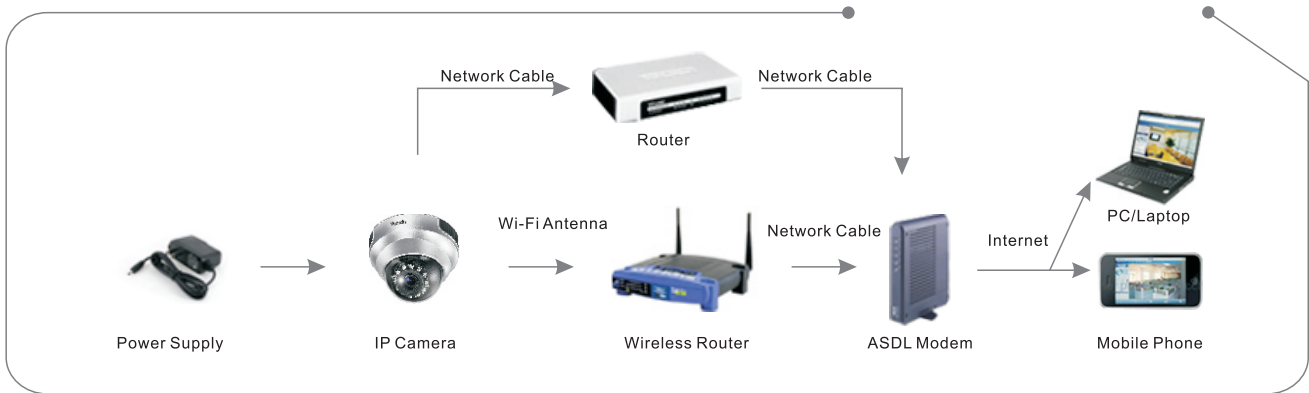 Network Cable
Network Cable
Router
PC/Laptop
Wi-Fi Antenna
Network Cable
Internet
Power Supply
IP Camera
Wireless Router
ASDL Modem
Mobile Phone